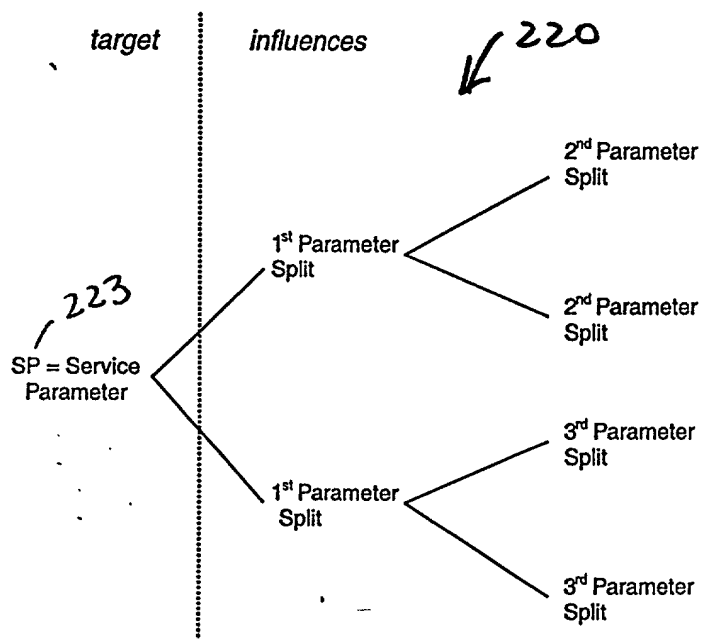 target
influences
220
2nd Parameter
Split
1st Parameter
Split
2nd Parameter
Split
223
SP = Service
Parameter
3rd Parameter
Split
1st Parameter
Split
3rd Parameter
Split